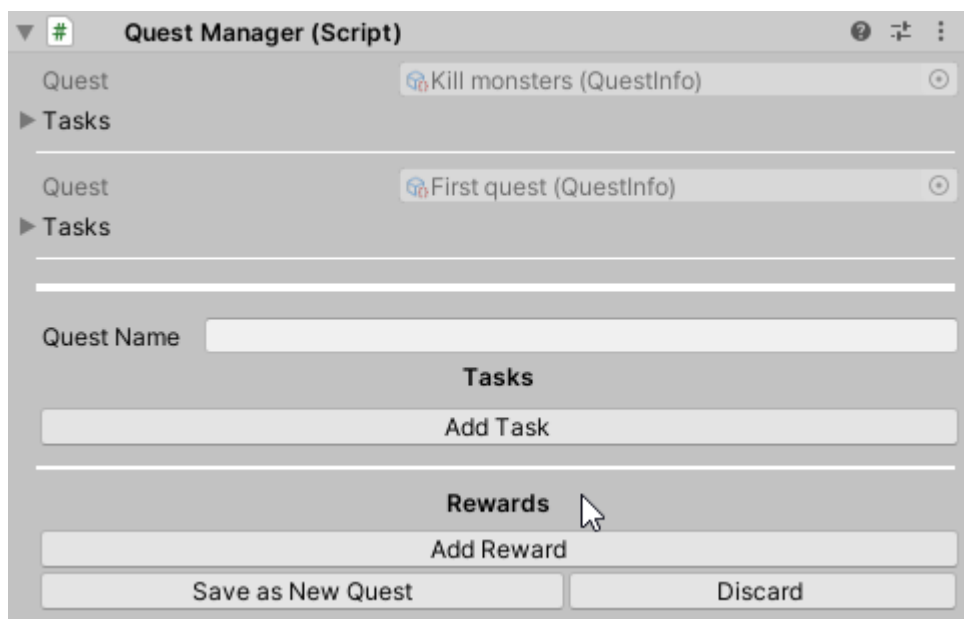 # Quest Manager (Script)
Quest Kill monsters (QuestInfo)
Tasks
Quest First quest (QuestInfo)
Tasks
Quest Name
Tasks
Add Task
Rewards
Add Reward
Save as New Quest Discard